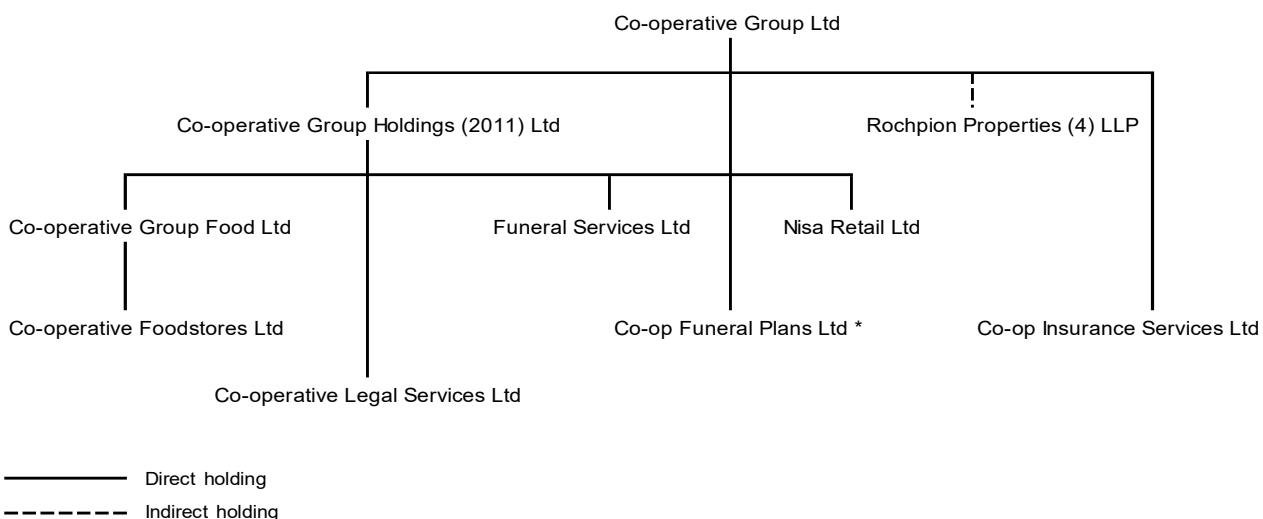 Co-operative Group Ltd
Co-operative Group Holdings (2011) Ltd
Rochpion Properties (4) LLP
Co-operative Group Food Ltd
Funeral Services Ltd
Nisa Retail Ltd
Co-operative Foodstores Ltd
Co-op Funeral Plans Ltd *
Co-op Insurance Services Ltd
Co-operative Legal Services Ltd
Direct holding
Indirect holding